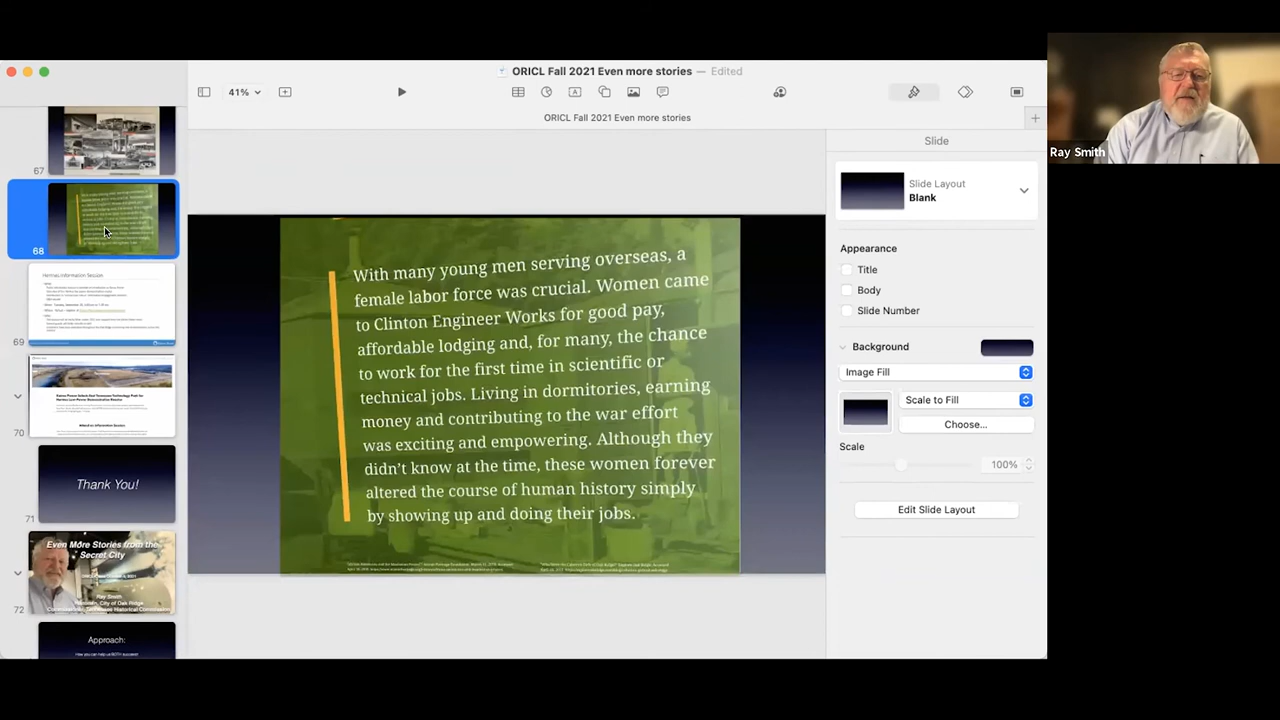 ORICL Fall 2021 Even more stories — Edited
41%
ORICL Fall 2021 Even more stories
67
68
Hermes Information Session
69
70
Thank You!
71
Even More Stories from the
Secret City
Ray Smith
72
Approach:
With many young men serving overseas, a
female labor force was crucial. Women came
to Clinton Engineer Works for good pay,
affordable lodging and, for many, the chance
to work for the first time in scientific or
technical jobs. Living in dormitories, earning
money and contributing to the war effort
was exciting and empowering. Although they
didn't know at the time, these women forever
altered the course of human history simply
by showing up and doing their jobs.
Slide
Slide Layout
Blank
Appearance
Title
Body
Slide Number
Background
Image Fill
Scale to Fill
Choose...
Scale
100%
Edit Slide Layout
Ray Smith